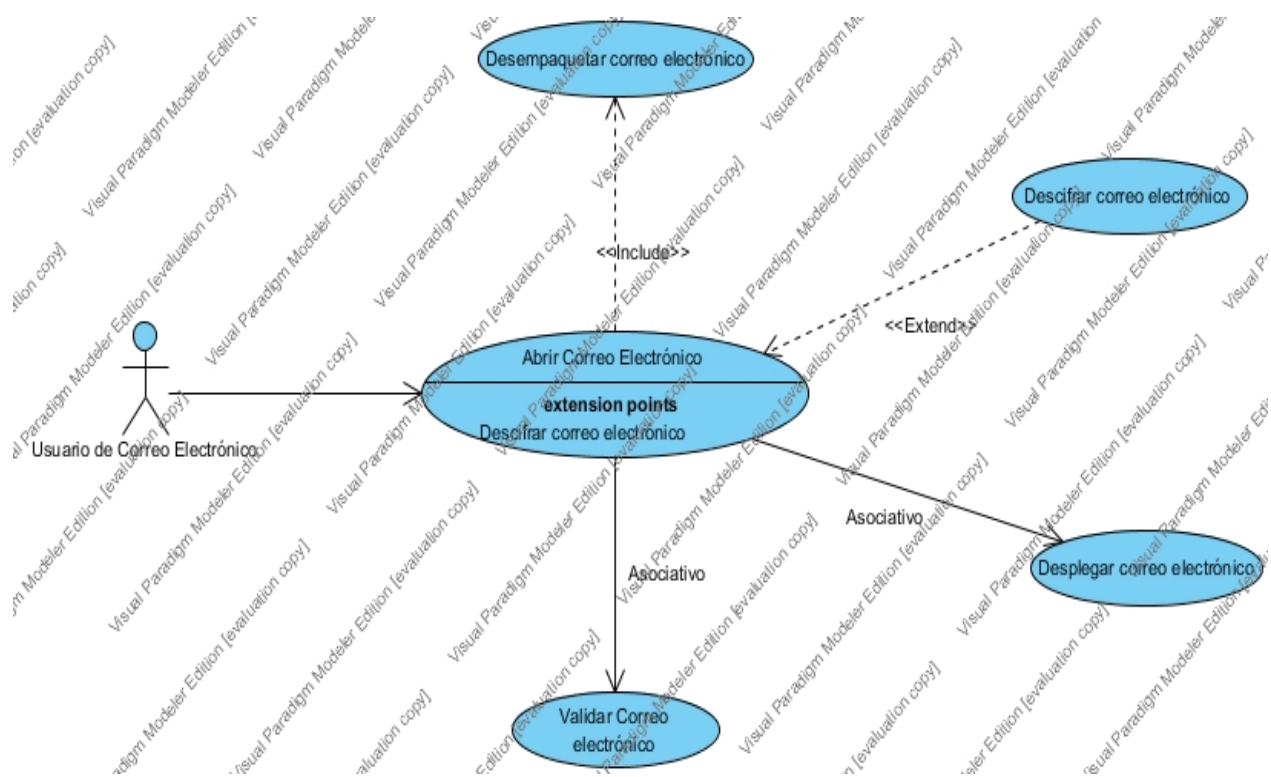 Desempaquetar correo electrónico
Descifrar correo electrónico
<<Include>>
<<Extend>>
Abrir Correo Electrónico
extension points
Descifrar correo electrónico
Usuario de Correo Electrónico
Asociativo
Desplegar correo electrónico
Asociativo
Validar Correo
electrónico
Visual Paradigm Modeler Edition [evaluation copy]